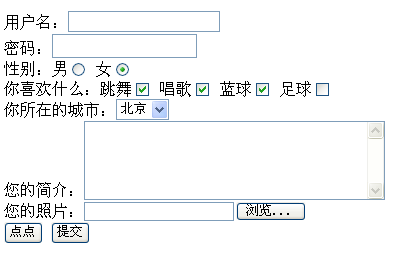 用户名：
密码：
性别：男 女
你喜欢什么：跳舞 唱歌 蓝球 足球
你所在的城市：北京
您的简介：
您的照片： 浏览...
点点 提交